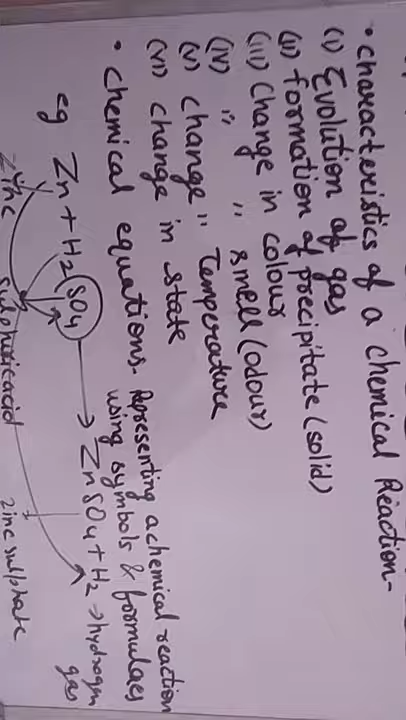 • Characteristics of a chemical Reaction-
(i) Evolution of gas
(ii) formation of precipitate (solid)
(iii) Change in colour
(iv) " " smell (odour)
(v) change " Temperature
(vi) change in state
• Chemical equations- Representing a chemical reaction
using symbols & formulaes
eg Zn + H₂SO₄ → ZnSO₄ + H₂ → hydrogen
gas
Zinc sulphuric acid zinc sulphate